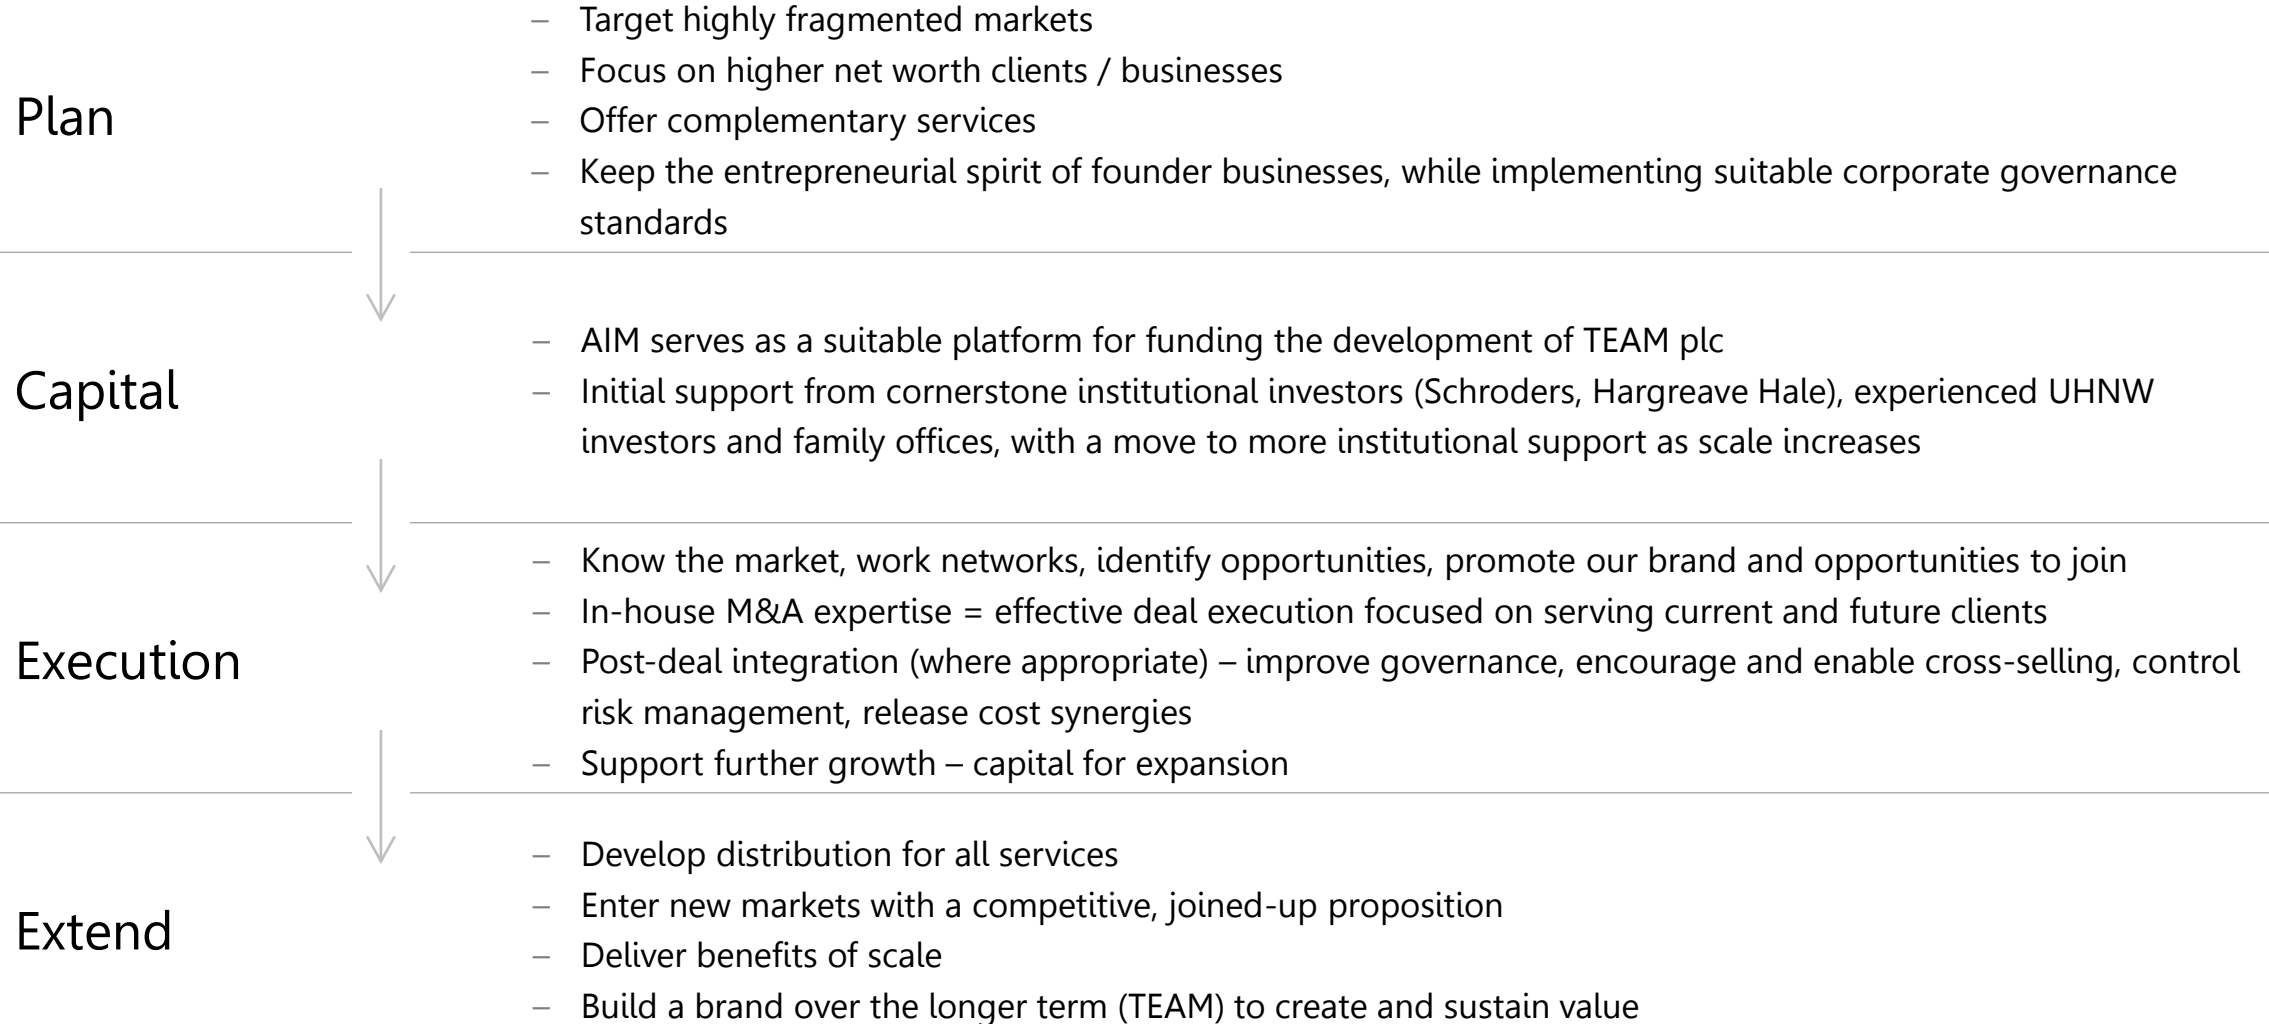 Plan
– Target highly fragmented markets
– Focus on higher net worth clients / businesses
– Offer complementary services
– Keep the entrepreneurial spirit of founder businesses, while implementing suitable corporate governance
standards
Capital
– AIM serves as a suitable platform for funding the development of TEAM plc
– Initial support from cornerstone institutional investors (Schroders, Hargreave Hale), experienced UHNW
investors and family offices, with a move to more institutional support as scale increases
Execution
– Know the market, work networks, identify opportunities, promote our brand and opportunities to join
– In-house M&A expertise = effective deal execution focused on serving current and future clients
– Post-deal integration (where appropriate) – improve governance, encourage and enable cross-selling, control
risk management, release cost synergies
– Support further growth – capital for expansion
Extend
– Develop distribution for all services
– Enter new markets with a competitive, joined-up proposition
– Deliver benefits of scale
– Build a brand over the longer term (TEAM) to create and sustain value